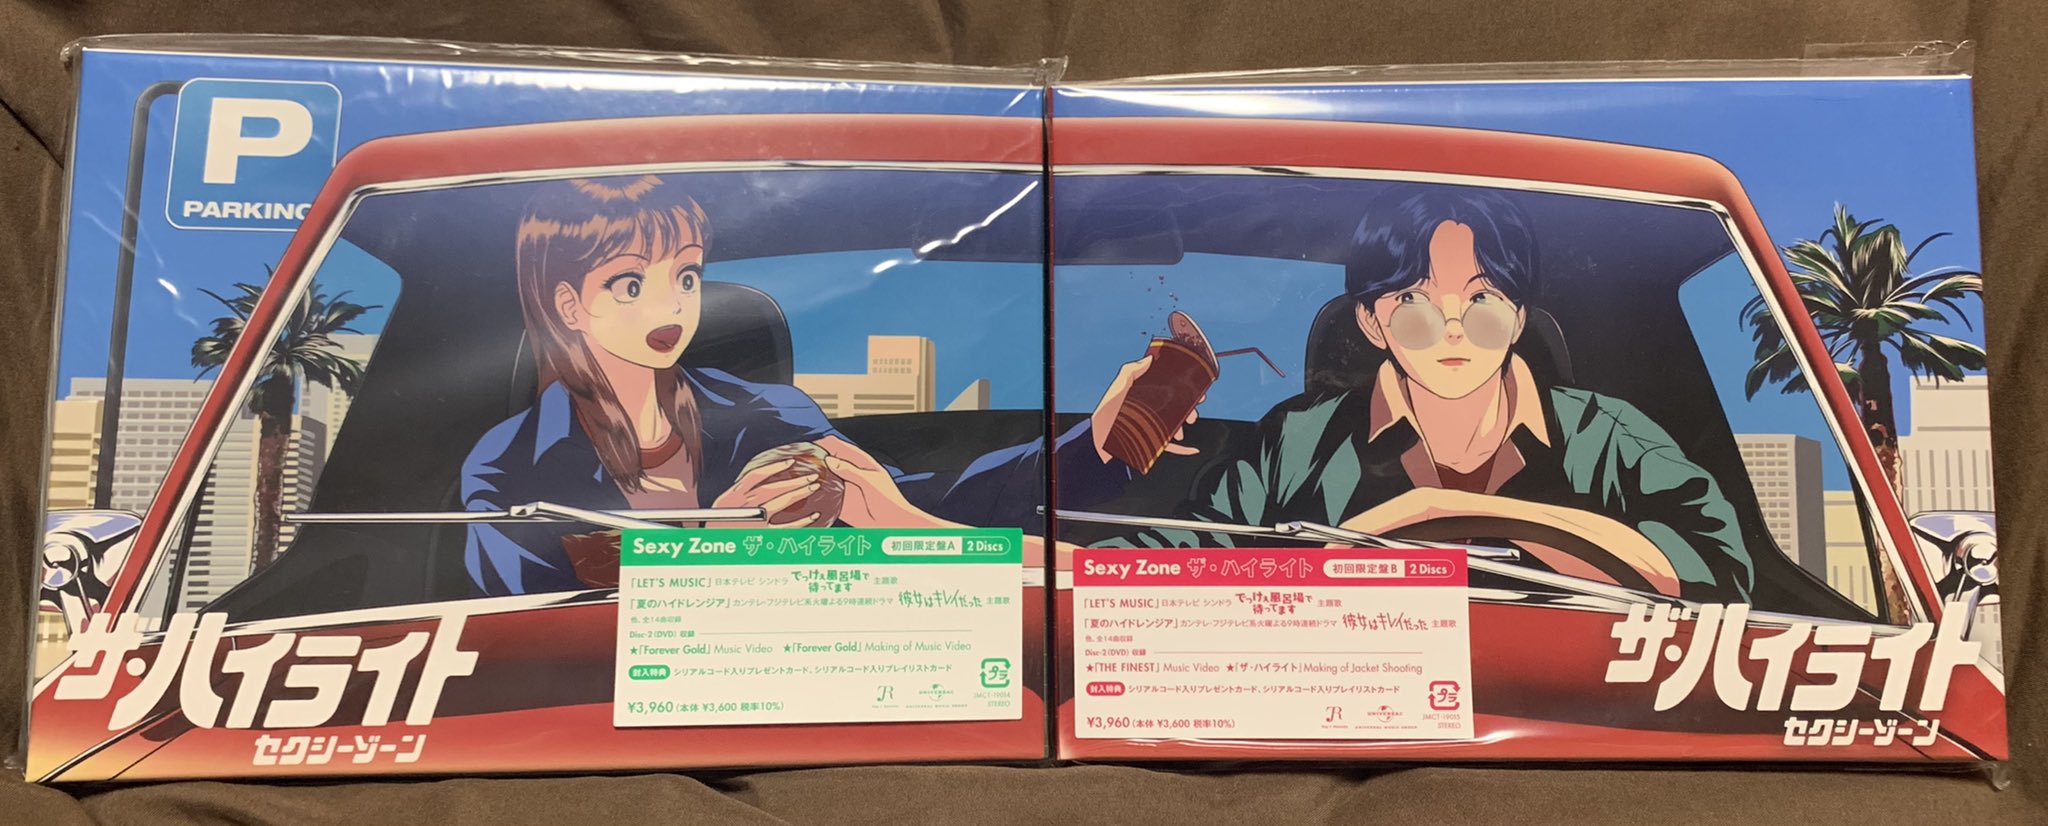 P
PARKING
ザ・ハイライト
セクシーゾーン
Sexy Zone ザ・ハイライト 初回限定盤A 2 Discs
「LET'S MUSIC」日本テレビ シンドラ でっけぇ風呂場で待ってます 主題歌
「夏のハイドレンジア」カンテレ・フジテレビ系火曜よる9時連続ドラマ 彼女はキレイだった 主題歌
他、全14曲収録
Disc-2(DVD)収録
★「Forever Gold」Music Video ★「Forever Gold」Making of Music Video
封入特典 シリアルコード入りプレゼントカード、シリアルコード入りプレイリストカード
¥3,960(本体 ¥3,600 税率10%)
UNIVERSAL
UNIVERSAL MUSIC GROUP
プラ
JMCT-19014
STEREO
Sexy Zone ザ・ハイライト 初回限定盤B 2 Discs
「LET'S MUSIC」日本テレビ シンドラ でっけぇ風呂場で待ってます 主題歌
「夏のハイドレンジア」カンテレ・フジテレビ系火曜よる9時連続ドラマ 彼女はキレイだった 主題歌
他、全14曲収録
Disc-2(DVD)収録
★「THE FINEST」Music Video ★「ザ・ハイライト」Making of Jacket Shooting
封入特典 シリアルコード入りプレゼントカード、シリアルコード入りプレイリストカード
¥3,960(本体 ¥3,600 税率10%)
UNIVERSAL
UNIVERSAL MUSIC GROUP
プラ
JMCT-19015
STEREO
ザ・ハイライト
セクシーゾーン